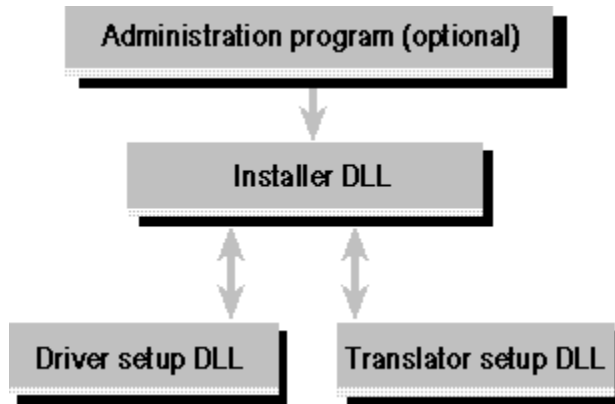 Administration program (optional)
Installer DLL
Driver setup DLL
Translator setup DLL